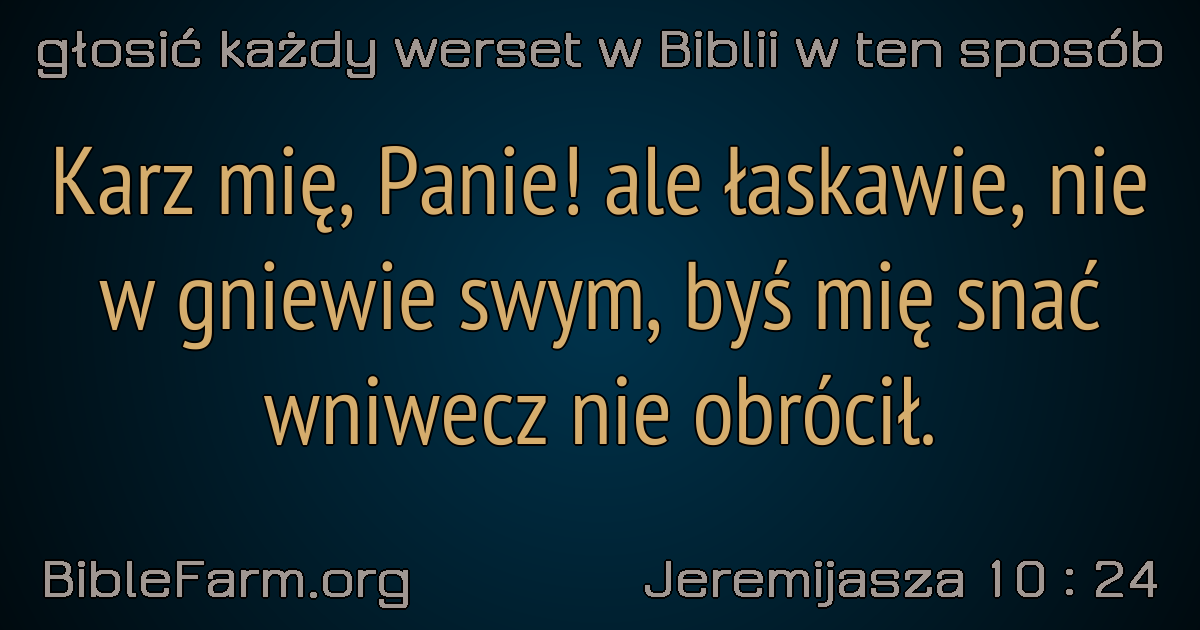 głosić każdy werset w Biblii w ten sposób
Karz mię, Panie! ale łaskawie, nie
w gniewie swym, byś mię snać
wniwecz nie obrócił.
BibleFarm.org
Jeremijasza 10 : 24